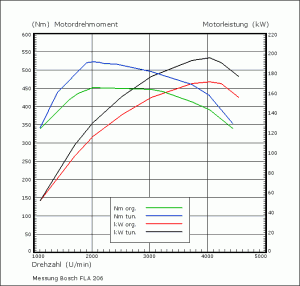 (Nm) Motordrehmoment Motorleistung (kW)
600 220
550 200
500 180
450 160
400 140
350 120
300 100
250 80
200 60
150 40
100 20
50 0
0
Nm org.
Nm tun.
kW org.
kW tun.
1000 2000 3000 4000 5000
Drehzahl (U/min)
Messung Bosch FLA 206